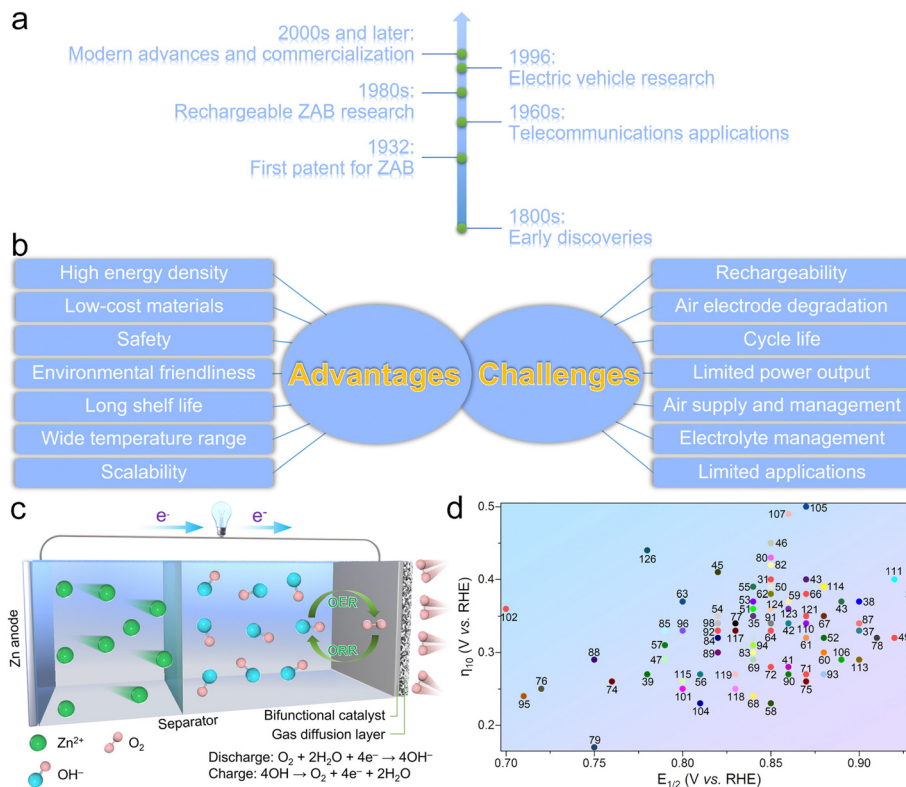 a
2000s and later:
Modern advances and commercialization
1996:
Electric vehicle research
1980s:
Rechargeable ZAB research
1960s:
Telecommunications applications
1932:
First patent for ZAB
1800s:
Early discoveries
b
High energy density
Low-cost materials
Safety
Environmental friendliness
Long shelf life
Wide temperature range
Scalability
Advantages
Challenges
Rechargeability
Air electrode degradation
Cycle life
Limited power output
Air supply and management
Electrolyte management
Limited applications
c
e⁻
e⁻
Zn anode
OER
ORR
Separator
Bifunctional catalyst
Gas diffusion layer
Zn²⁺
O₂
OH⁻
Discharge: O₂ + 2H₂O + 4e⁻ → 4OH⁻
Charge: 4OH → O₂ + 4e⁻ + 2H₂O
d
η₁₀ (V vs. RHE)
0.5
0.4
0.3
0.2
0.70
0.75
0.80
0.85
0.90
E₁/₂ (V vs. RHE)
107
105
46
126
80
82
45
31
43
111
55
50
114
62
59
66
63
53
51
124
123
121
67
43
38
102
54
77
35
91
42
110
87
85
96
98
92
84
117
64
61
52
37
78
49
57
89
83
94
88
47
69
72
41
71
60
106
113
39
115
56
119
90
75
93
76
74
101
118
68
95
104
58
79